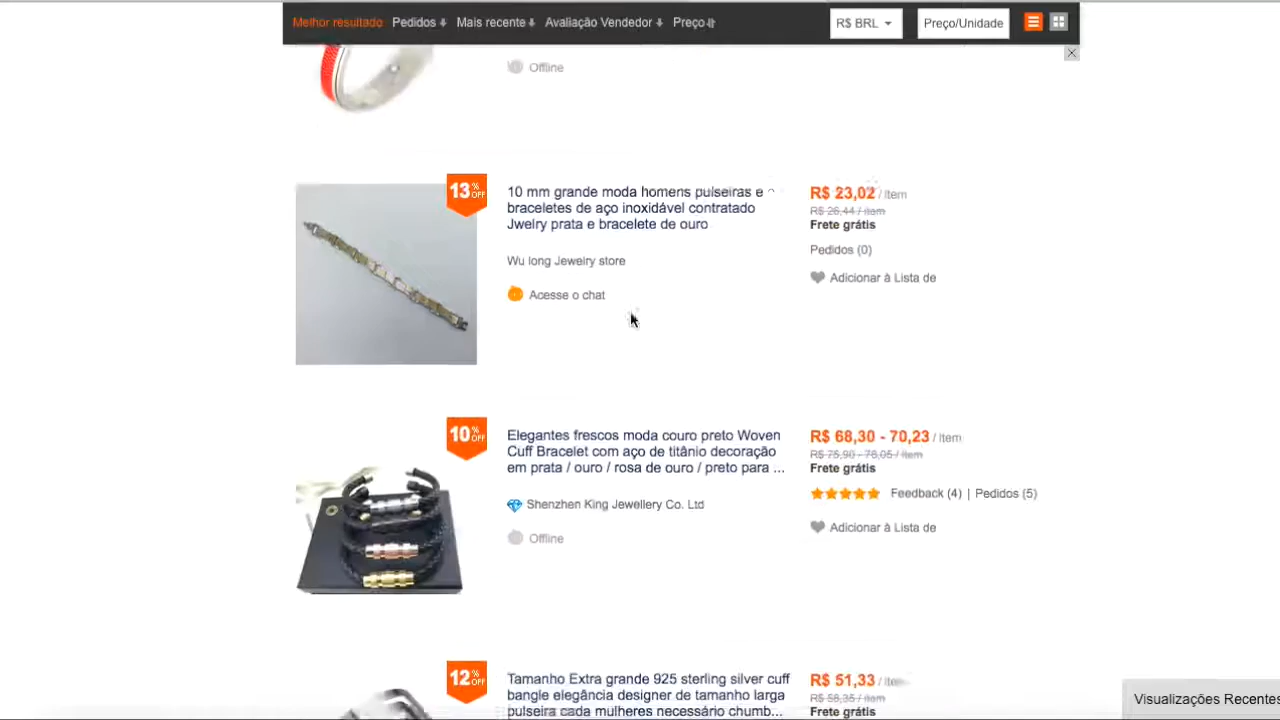 Melhor resultado Pedidos Mais recente Avaliação Vendedor Preço R$ BRL Preço/Unidade
Offline
13% OFF
10 mm grande moda homens pulseiras e
braceletes de aço inoxidável contratado
Jwelry prata e bracelete de ouro
Wu long Jewelry store
Acesse o chat
R$ 23,02 / Item
R$ 26,44 / Item
Frete grátis
Pedidos (0)
Adicionar à Lista de
10% OFF
Elegantes frescos moda couro preto Woven
Cuff Bracelet com aço de titânio decoração
em prata / ouro / rosa de ouro / preto para ...
Shenzhen King Jewellery Co. Ltd
Offline
R$ 68,30 - 70,23 / Item
R$ 75,90 - 78,05 / Item
Frete grátis
Feedback (4) | Pedidos (5)
Adicionar à Lista de
12% OFF
Tamanho Extra grande 925 sterling silver cuff
bangle elegância designer de tamanho larga
pulseira cada mulheres necessário chumb...
R$ 51,33 / Item
R$ 58,35 / Item
Frete grátis
Visualizações Recentes